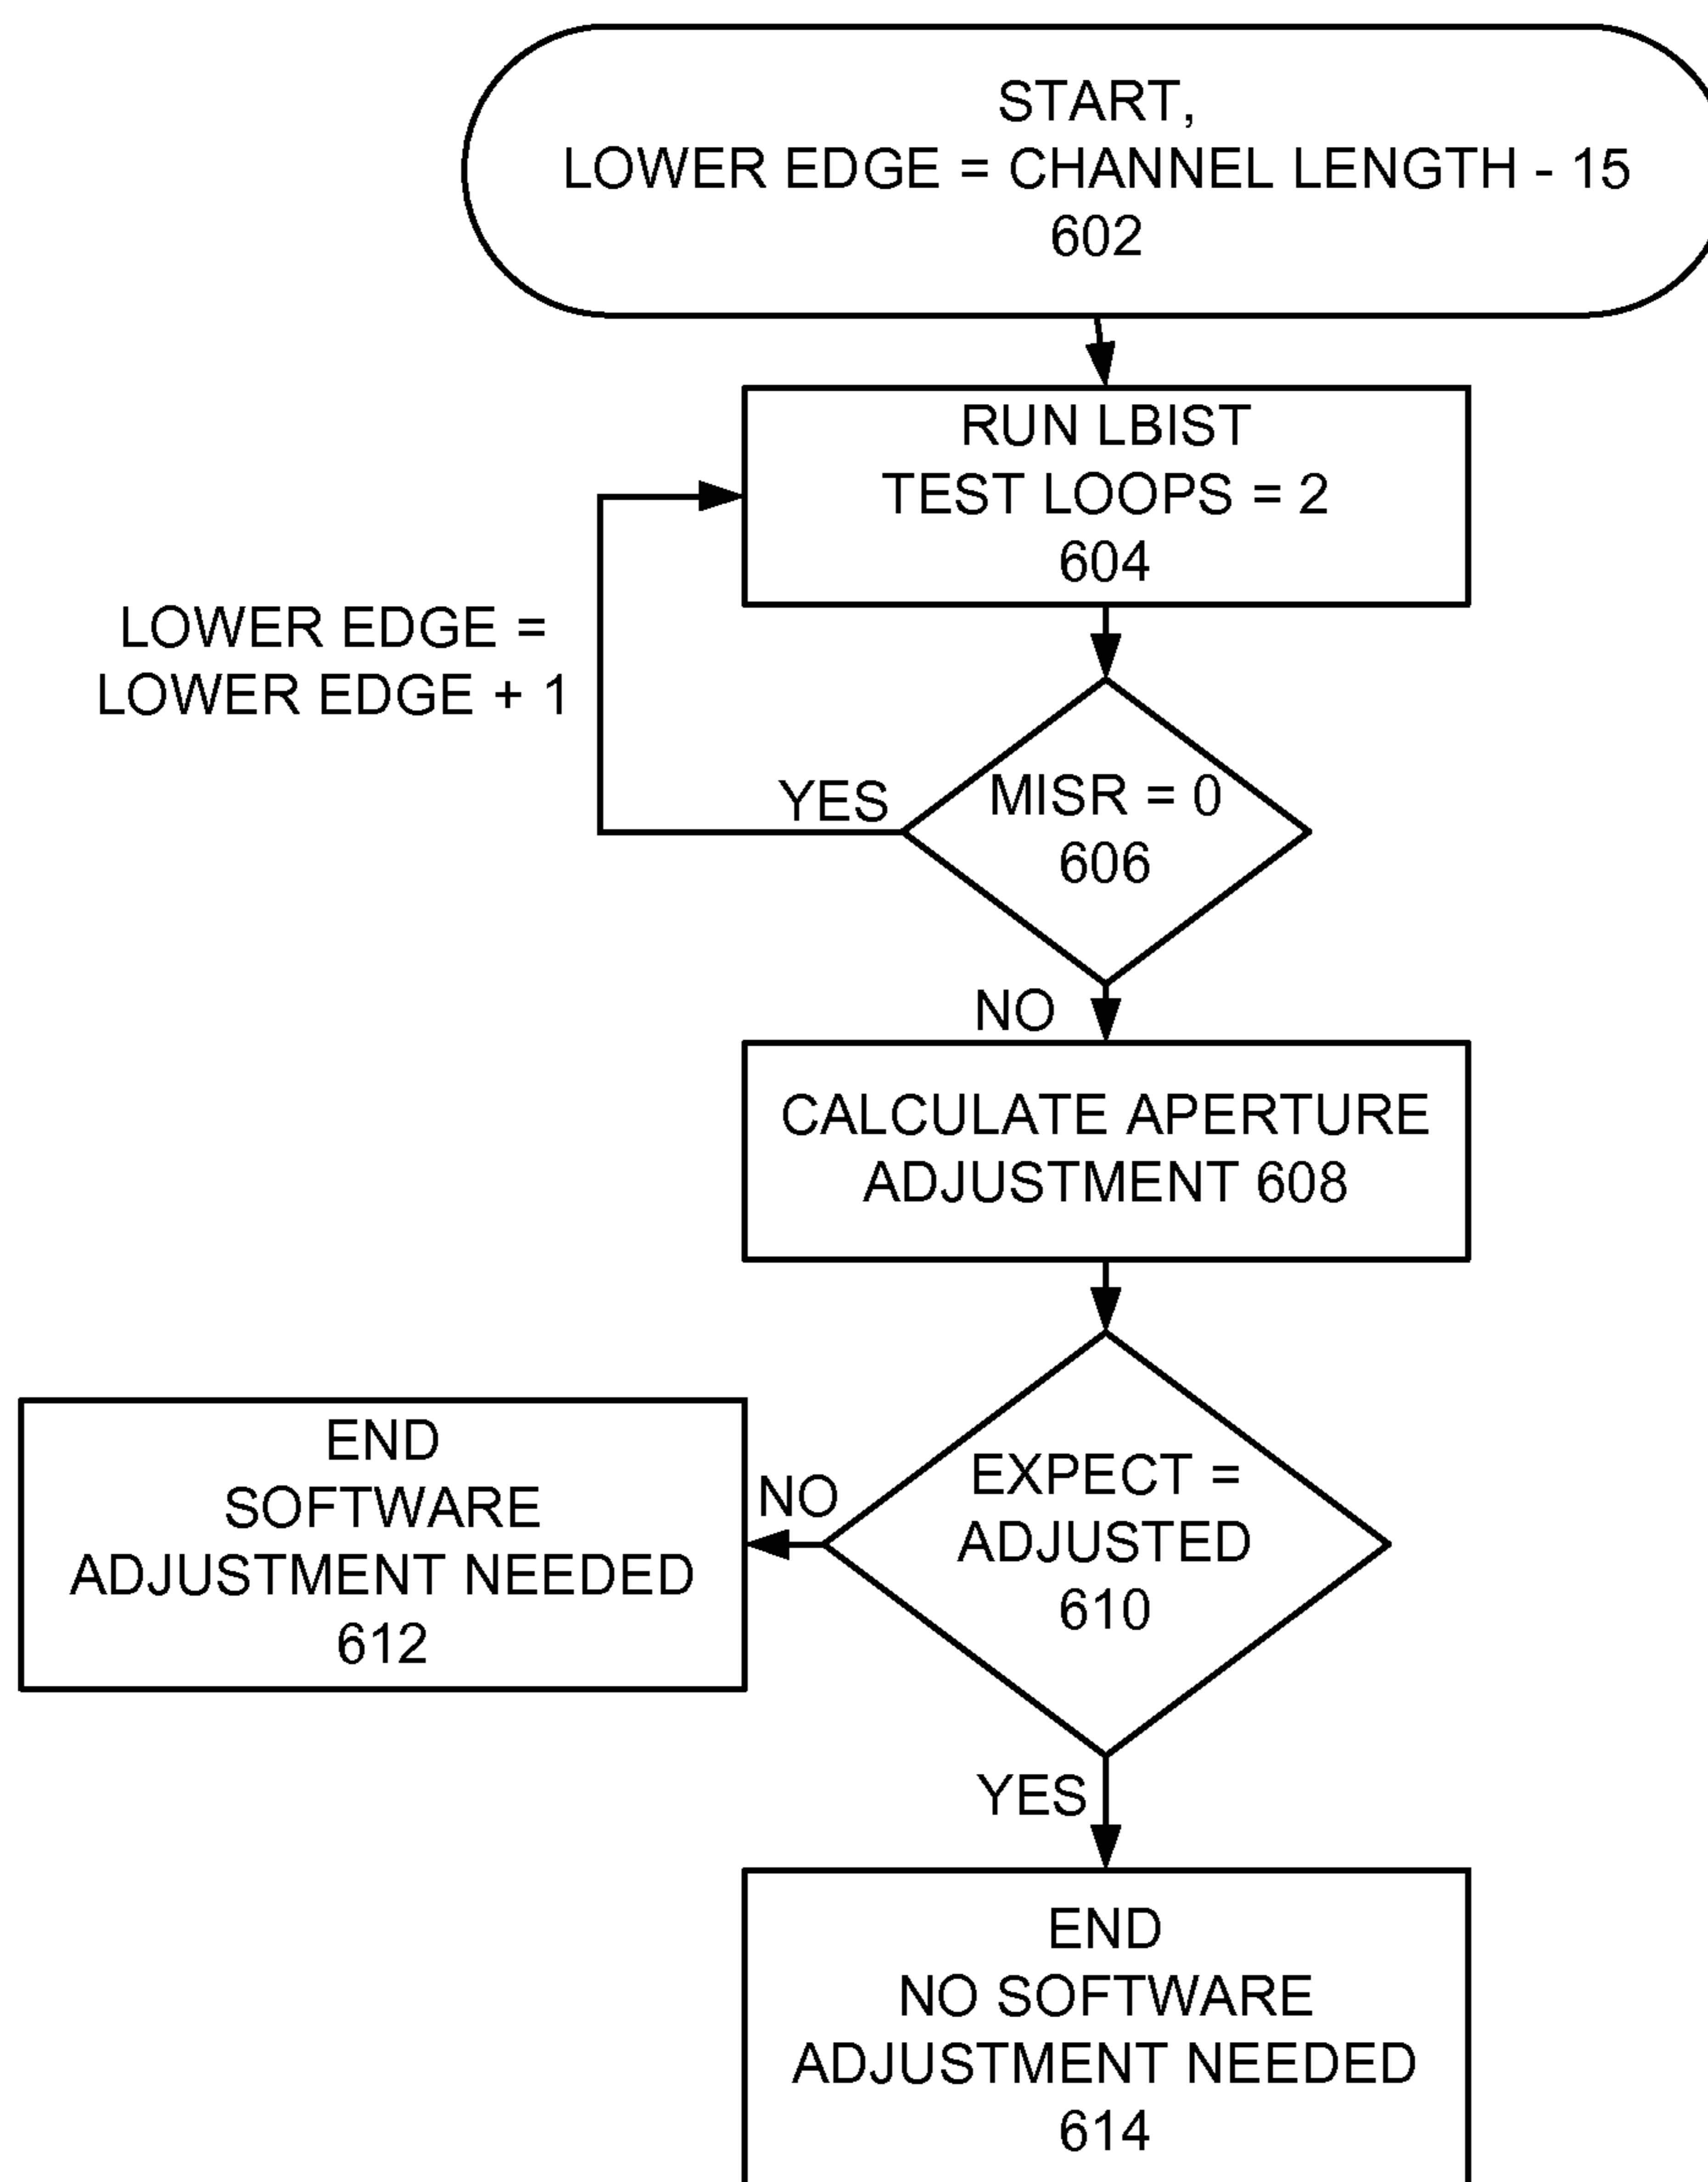 START,
LOWER EDGE = CHANNEL LENGTH - 15
602
RUN LBIST
TEST LOOPS = 2
604
LOWER EDGE =
LOWER EDGE + 1
YES
MISR = 0
606
NO
CALCULATE APERTURE
ADJUSTMENT 608
END
SOFTWARE
ADJUSTMENT NEEDED
612
NO
EXPECT =
ADJUSTED
610
YES
END
NO SOFTWARE
ADJUSTMENT NEEDED
614